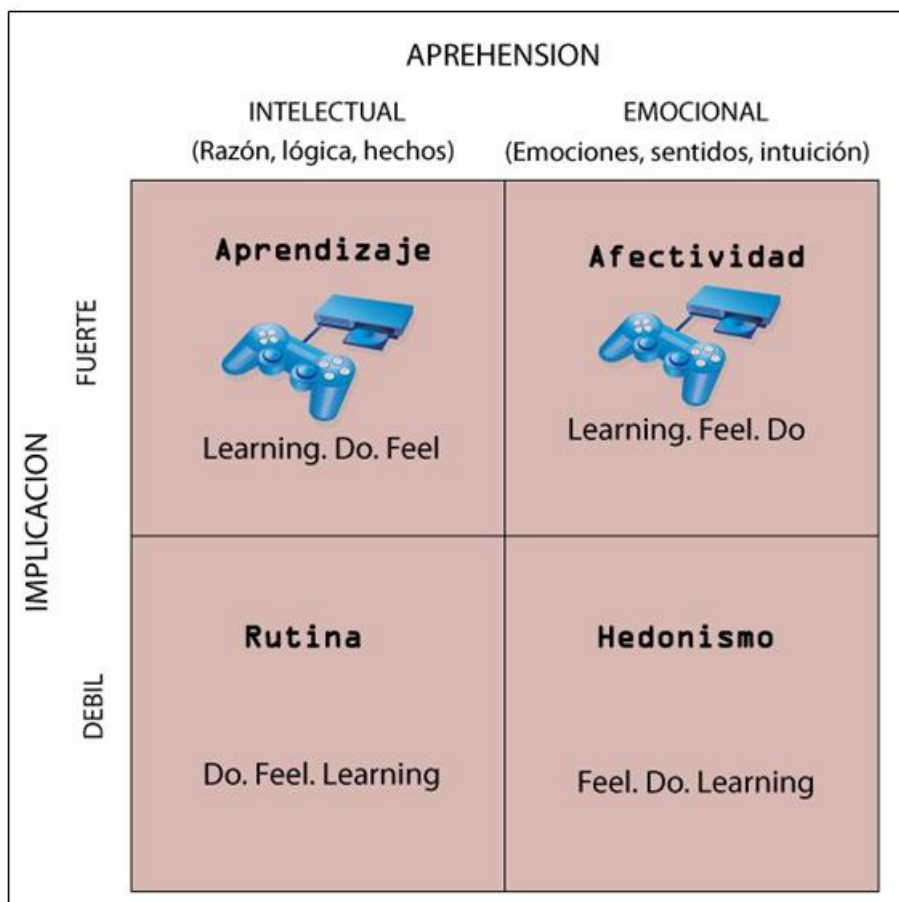 APREHENSION
INTELECTUAL
(Razón, lógica, hechos)
EMOCIONAL
(Emociones, sentidos, intuición)
IMPLICACION
FUERTE
Aprendizaje
Learning. Do. Feel
Afectividad
Learning. Feel. Do
DEBIL
Rutina
Do. Feel. Learning
Hedonismo
Feel. Do. Learning